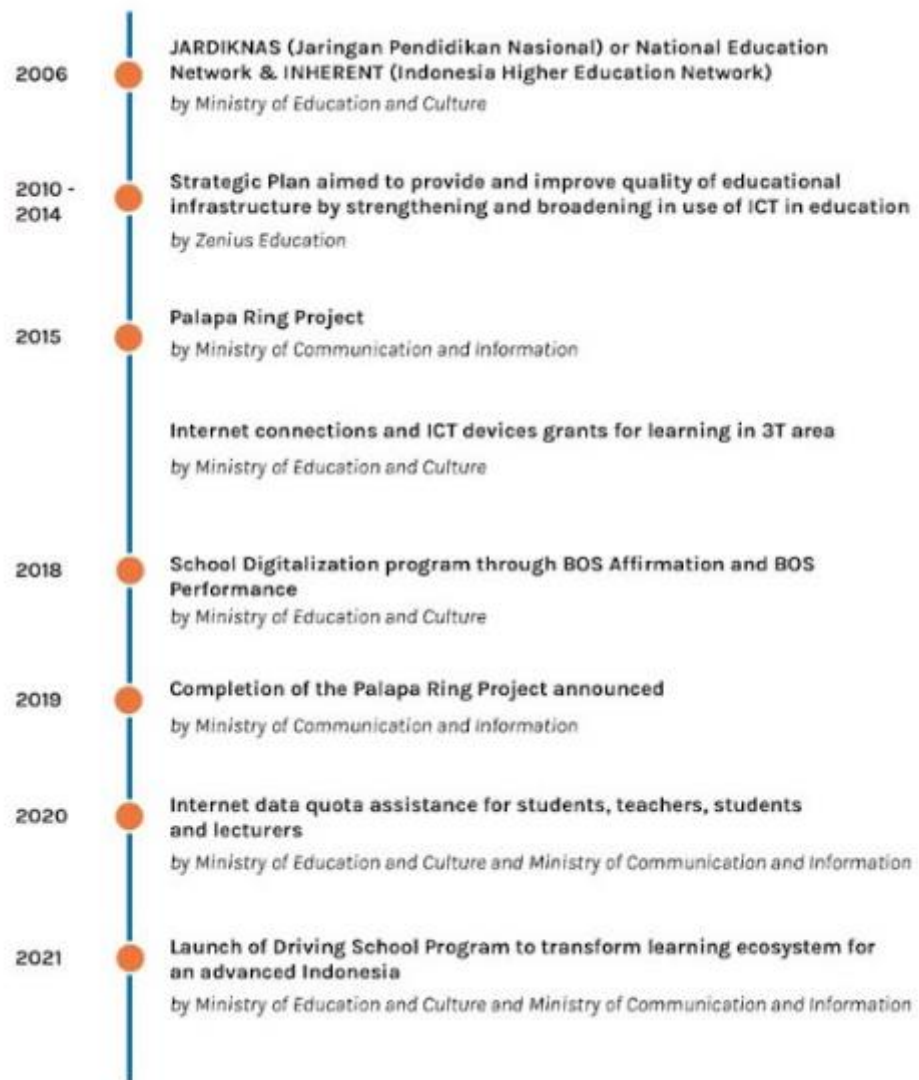 2006
JARDIKNAS (Jaringan Pendidikan Nasional) or National Education
Network & INHERENT (Indonesia Higher Education Network)
by Ministry of Education and Culture
2010 -
2014
Strategic Plan aimed to provide and improve quality of educational
infrastructure by strengthening and broadening in use of ICT in education
by Zenius Education
2015
Palapa Ring Project
by Ministry of Communication and Information
Internet connections and ICT devices grants for learning in 3T area
by Ministry of Education and Culture
2018
School Digitalization program through BOS Affirmation and BOS
Performance
by Ministry of Education and Culture
2019
Completion of the Palapa Ring Project announced
by Ministry of Communication and Information
2020
Internet data quota assistance for students, teachers, students
and lecturers
by Ministry of Education and Culture and Ministry of Communication and Information
2021
Launch of Driving School Program to transform learning ecosystem for
an advanced Indonesia
by Ministry of Education and Culture and Ministry of Communication and Information